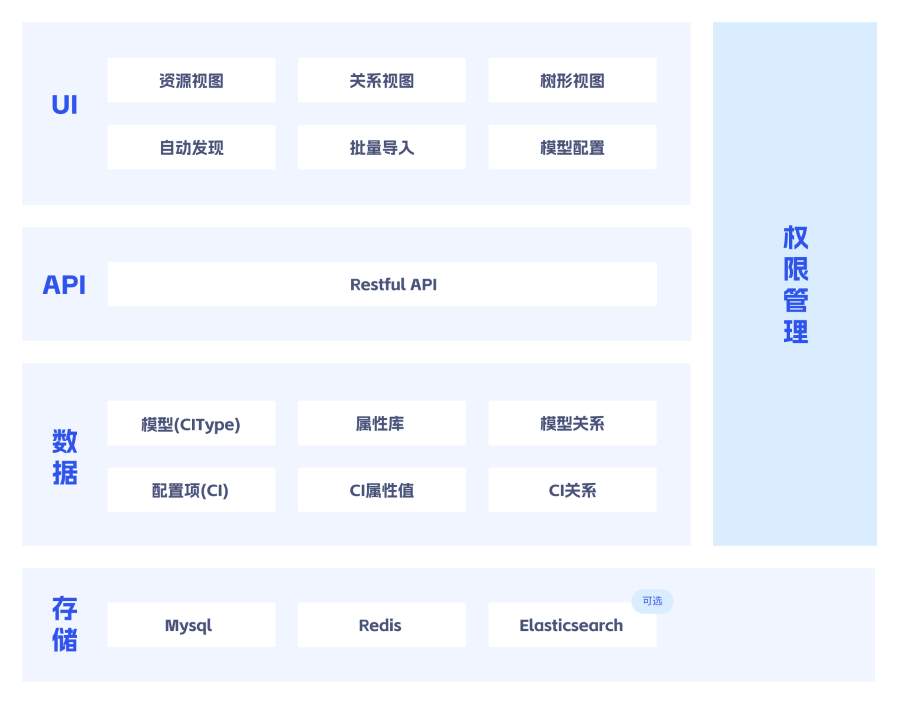 UI
资源视图
关系视图
树形视图
自动发现
批量导入
模型配置
API
Restful API
数据
模型(CIType)
属性库
模型关系
配置项(CI)
CI属性值
CI关系
权限管理
存储
Mysql
Redis
Elasticsearch
可选